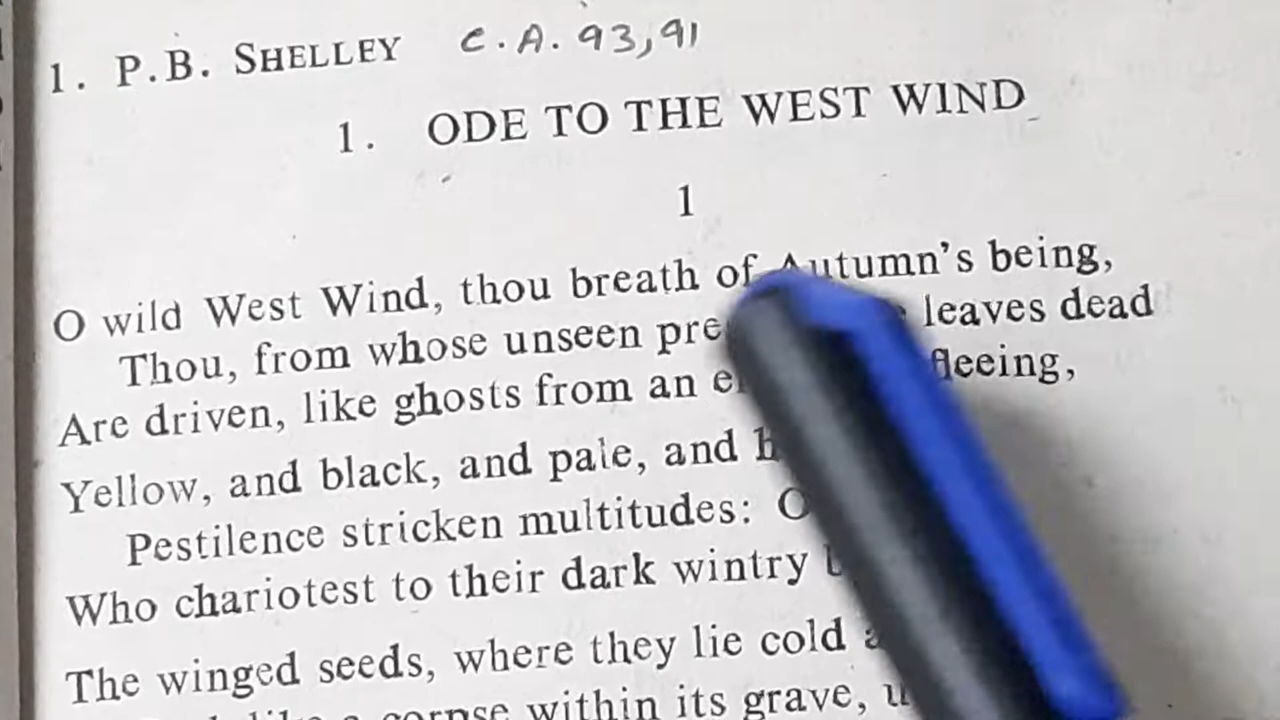 1. P.B. SHELLEY C.A. 93,91
1. ODE TO THE WEST WIND
1
O wild West Wind, thou breath of Autumn's being,
Thou, from whose unseen leaves dead
Are driven, like ghosts from an fleeing,
Yellow, and black, and pale, and
Pestilence stricken multitudes: O
Who chariotest to their dark wintry
The winged seeds, where they lie cold
corpse within its grave,